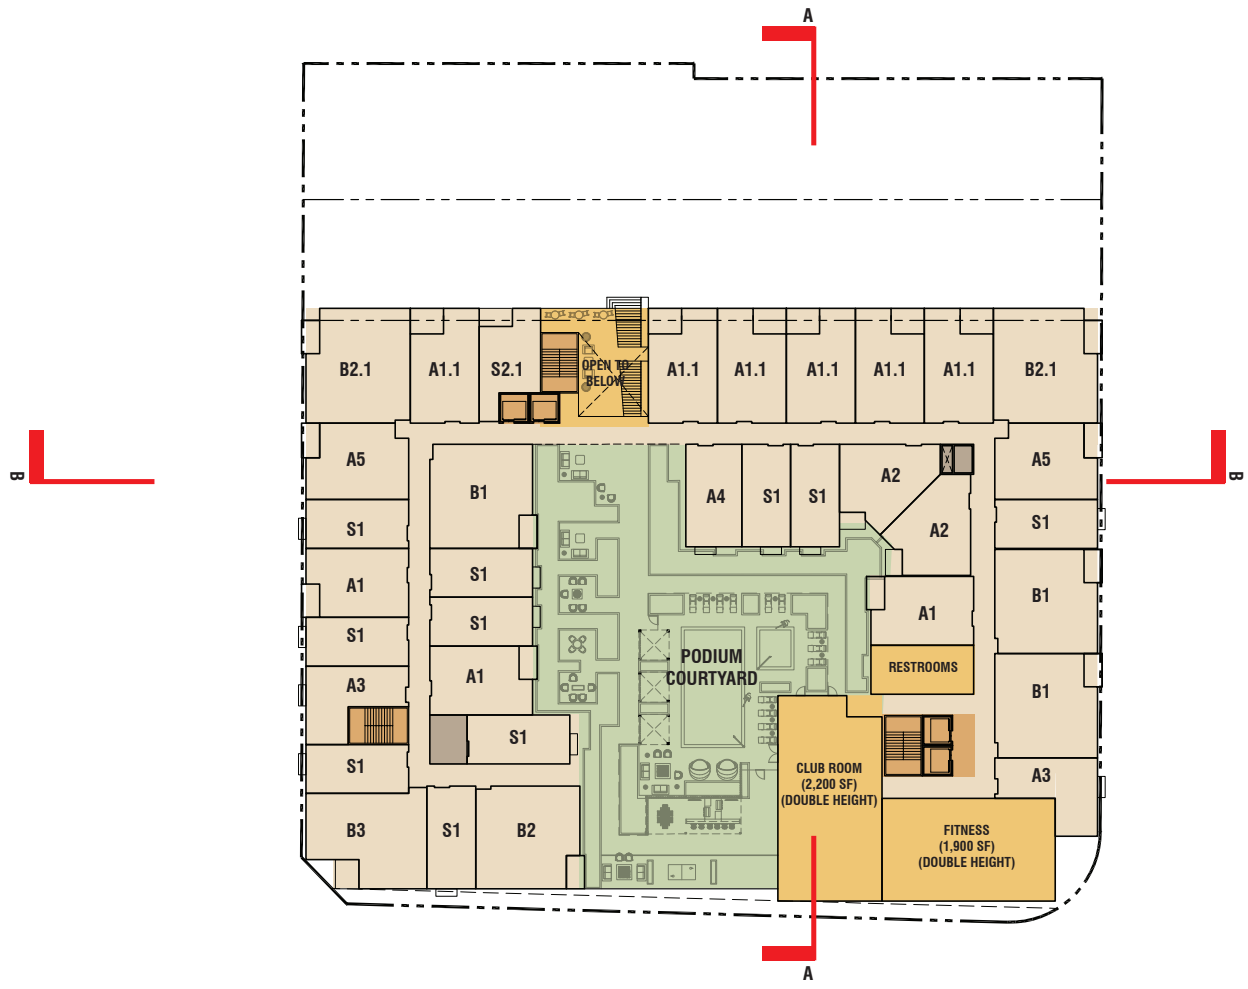 A
B2.1
A1.1
S2.1
OPEN TO
BELOW
A1.1
A1.1
A1.1
A1.1
A1.1
B2.1
B
B
A5
B1
A4
S1
S1
A2
A5
S1
A2
S1
A1
S1
B1
S1
S1
A1
A3
A1
PODIUM
COURTYARD
RESTROOMS
B1
S1
S1
CLUB ROOM
(2,200 SF)
(DOUBLE HEIGHT)
A3
B3
S1
B2
FITNESS
(1,900 SF)
(DOUBLE HEIGHT)
A